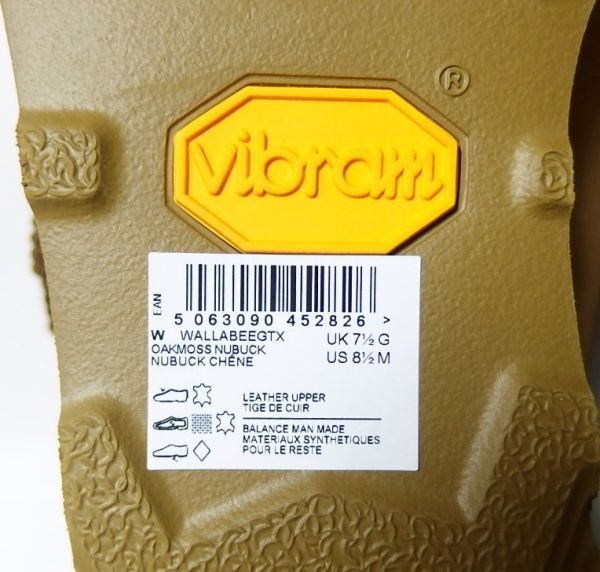 ®
vibram
EAN
5 063090 452826 >
W WALLABEEGTX UK 7½ G
OAKMOSS NUBUCK US 8½ M
NUBUCK CHÊNE
LEATHER UPPER
TIGE DE CUIR
BALANCE MAN MADE
MATERIAUX SYNTHETIQUES
POUR LE RESTE